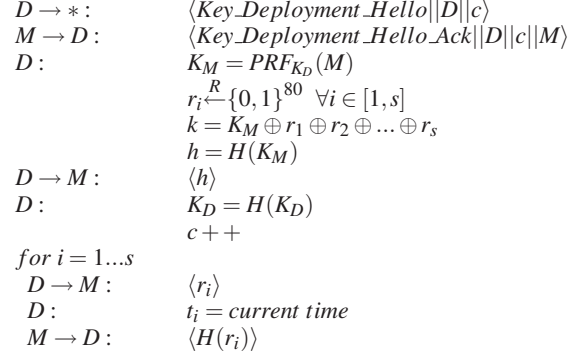 D → ∗ : ⟨Key_Deployment_Hello||D||c⟩
M → D : ⟨Key_Deployment_Hello_Ack||D||c||M⟩
D : K_M = PRF_{K_D}(M)
r_i ←^R {0,1}^{80} ∀i ∈ [1,s]
k = K_M ⊕ r_1 ⊕ r_2 ⊕ ... ⊕ r_s
h = H(K_M)
D → M : ⟨h⟩
D : K_D = H(K_D)
c++
for i = 1...s
D → M : ⟨r_i⟩
D : t_i = current time
M → D : ⟨H(r_i)⟩